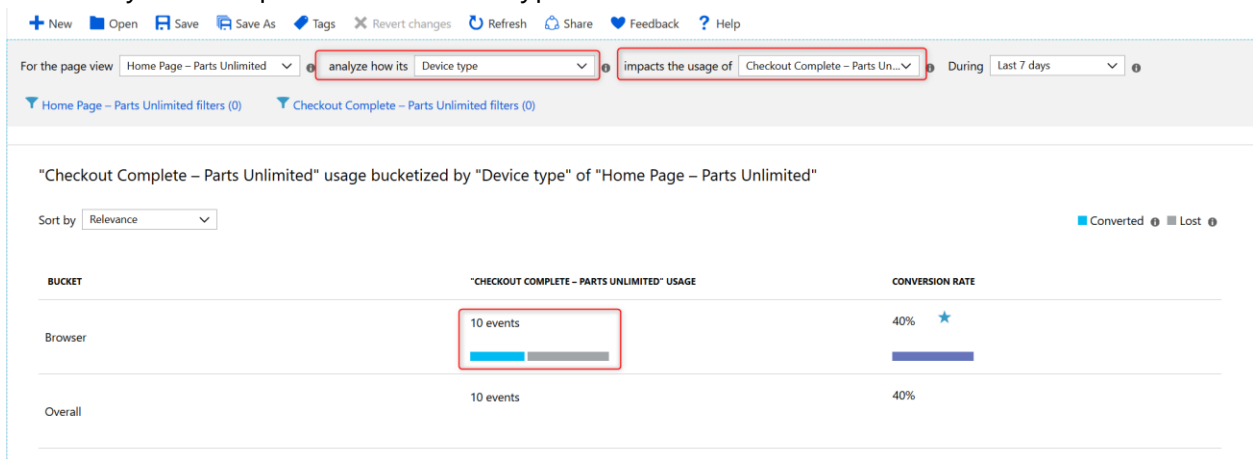 New Open Save Save As Tags Revert changes Refresh Share Feedback ? Help
For the page view Home Page – Parts Unlimited analyze how its Device type impacts the usage of Checkout Complete – Parts Un... During Last 7 days
Home Page – Parts Unlimited filters (0) Checkout Complete – Parts Unlimited filters (0)
"Checkout Complete – Parts Unlimited" usage bucketized by "Device type" of "Home Page – Parts Unlimited"
Sort by Relevance Converted Lost
BUCKET "CHECKOUT COMPLETE – PARTS UNLIMITED" USAGE CONVERSION RATE
Browser 10 events 40%
Overall 10 events 40%